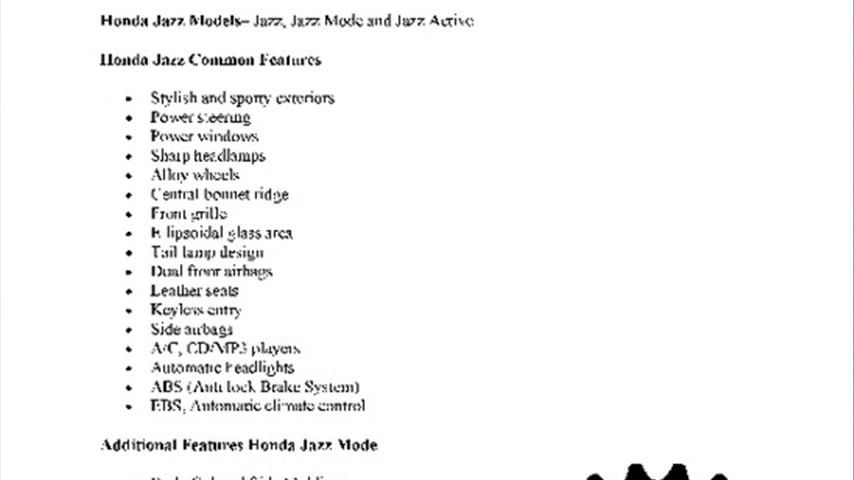 Honda Jazz Models– Jazz, Jazz Mode and Jazz Active
Honda Jazz Common Features
• Stylish and sporty exteriors
• Power steering
• Power windows
• Sharp headlamps
• Alloy wheels
• Central bonnet ridge
• Front grille
• Ellipsoidal glass area
• Tail lamp design
• Dual front airbags
• Leather seats
• Keyless entry
• Side airbags
• A/C, CD/MP3 players
• Automatic headlights
• ABS (Anti lock Brake System)
• EBS, Automatic climate control
Additional Features Honda Jazz Mode